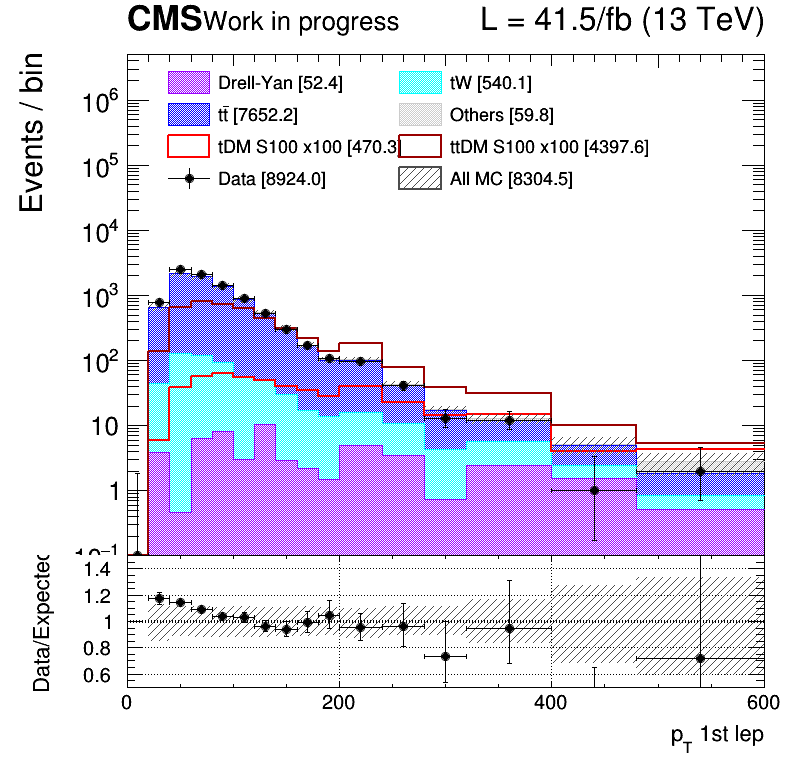 CMS Work in progress L = 41.5/fb (13 TeV)
Events / bin
Drell-Yan [52.4] tW [540.1]
tt̄ [7652.2] Others [59.8]
tDM S100 x100 [470.3] ttDM S100 x100 [4397.6]
Data [8924.0] All MC [8304.5]
10⁶
10⁵
10⁴
10³
10²
10
1
10⁻¹
Data/Expected
1.4
1.2
1
0.8
0.6
0 200 400 600
p_T 1st lep